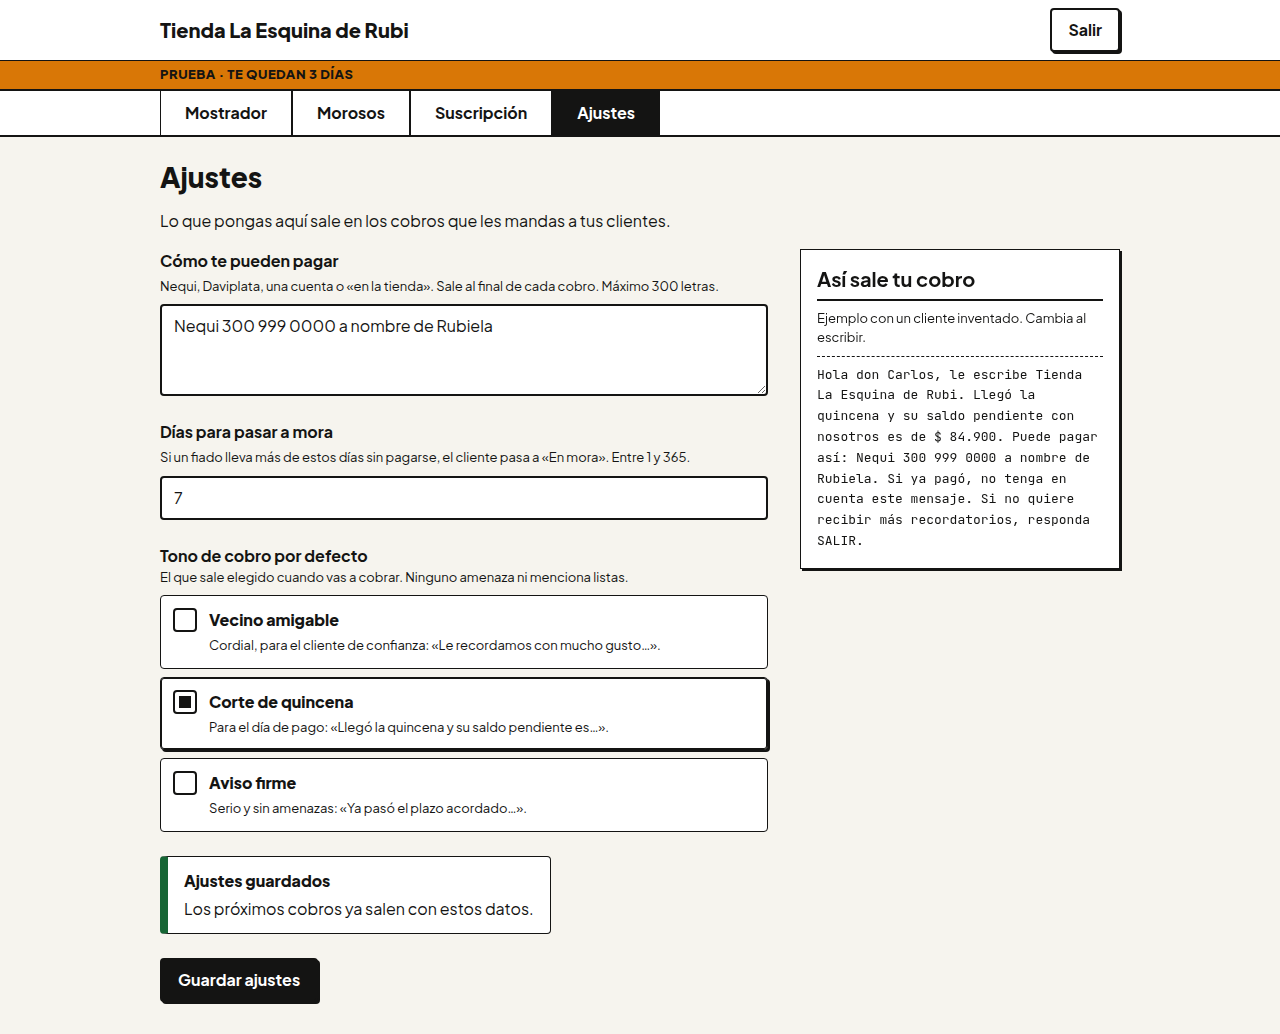 Tienda La Esquina de Rubi
Salir
PRUEBA · TE QUEDAN 3 DÍAS
Mostrador
Morosos
Suscripción
Ajustes
Ajustes
Lo que pongas aquí sale en los cobros que les mandas a tus clientes.
Cómo te pueden pagar
Nequi, Daviplata, una cuenta o «en la tienda». Sale al final de cada cobro. Máximo 300 letras.
Nequi 300 999 0000 a nombre de Rubiela
Días para pasar a mora
Si un fiado lleva más de estos días sin pagarse, el cliente pasa a «En mora». Entre 1 y 365.
7
Tono de cobro por defecto
El que sale elegido cuando vas a cobrar. Ninguno amenaza ni menciona listas.
Vecino amigable
Cordial, para el cliente de confianza: «Le recordamos con mucho gusto…».
Corte de quincena
Para el día de pago: «Llegó la quincena y su saldo pendiente es…».
Aviso firme
Serio y sin amenazas: «Ya pasó el plazo acordado…».
Ajustes guardados
Los próximos cobros ya salen con estos datos.
Guardar ajustes
Así sale tu cobro
Ejemplo con un cliente inventado. Cambia al
escribir.
Hola don Carlos, le escribe Tienda
La Esquina de Rubi. Llegó la
quincena y su saldo pendiente con
nosotros es de $ 84.900. Puede pagar
así: Nequi 300 999 0000 a nombre de
Rubiela. Si ya pagó, no tenga en
cuenta este mensaje. Si no quiere
recibir más recordatorios, responda
SALIR.